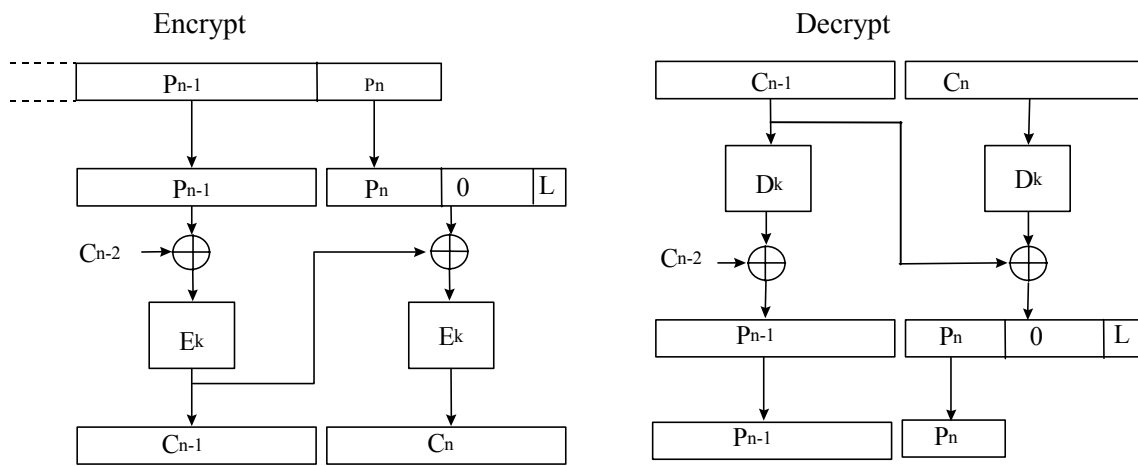 Encrypt
Pn-1 Pn
Pn-1 Pn 0 L
Cn-2
Ek Ek
Cn-1 Cn
Decrypt
Cn-1 Cn
Dk Dk
Cn-2
Pn-1 Pn 0 L
Pn-1 Pn